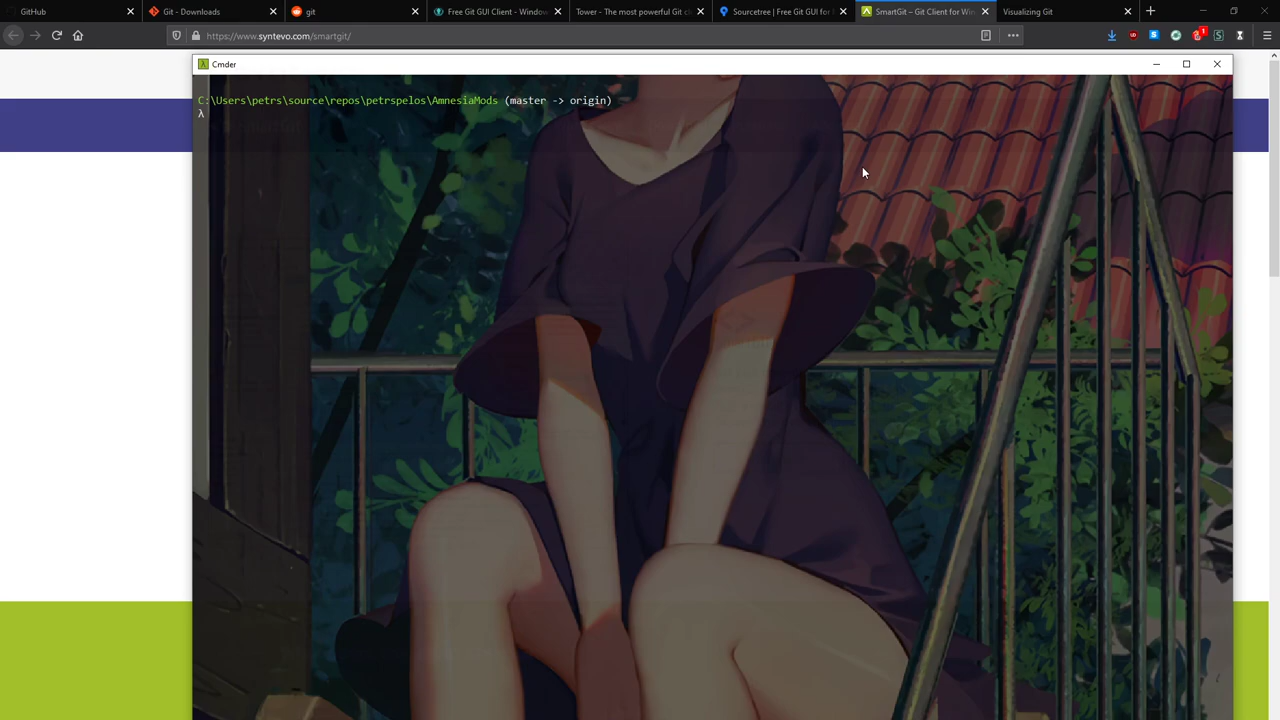 GitHub
Git - Downloads
git
Free Git GUI Client - Window
Tower - The most powerful Git cl
Sourcetree | Free Git GUI for
SmartGit – Git Client for Win
Visualizing Git
https://www.syntevo.com/smartgit/
1
Cmder
C:\Users\petrs\source\repos\petrspelos\AmnesiaMods (master -> origin)
λ